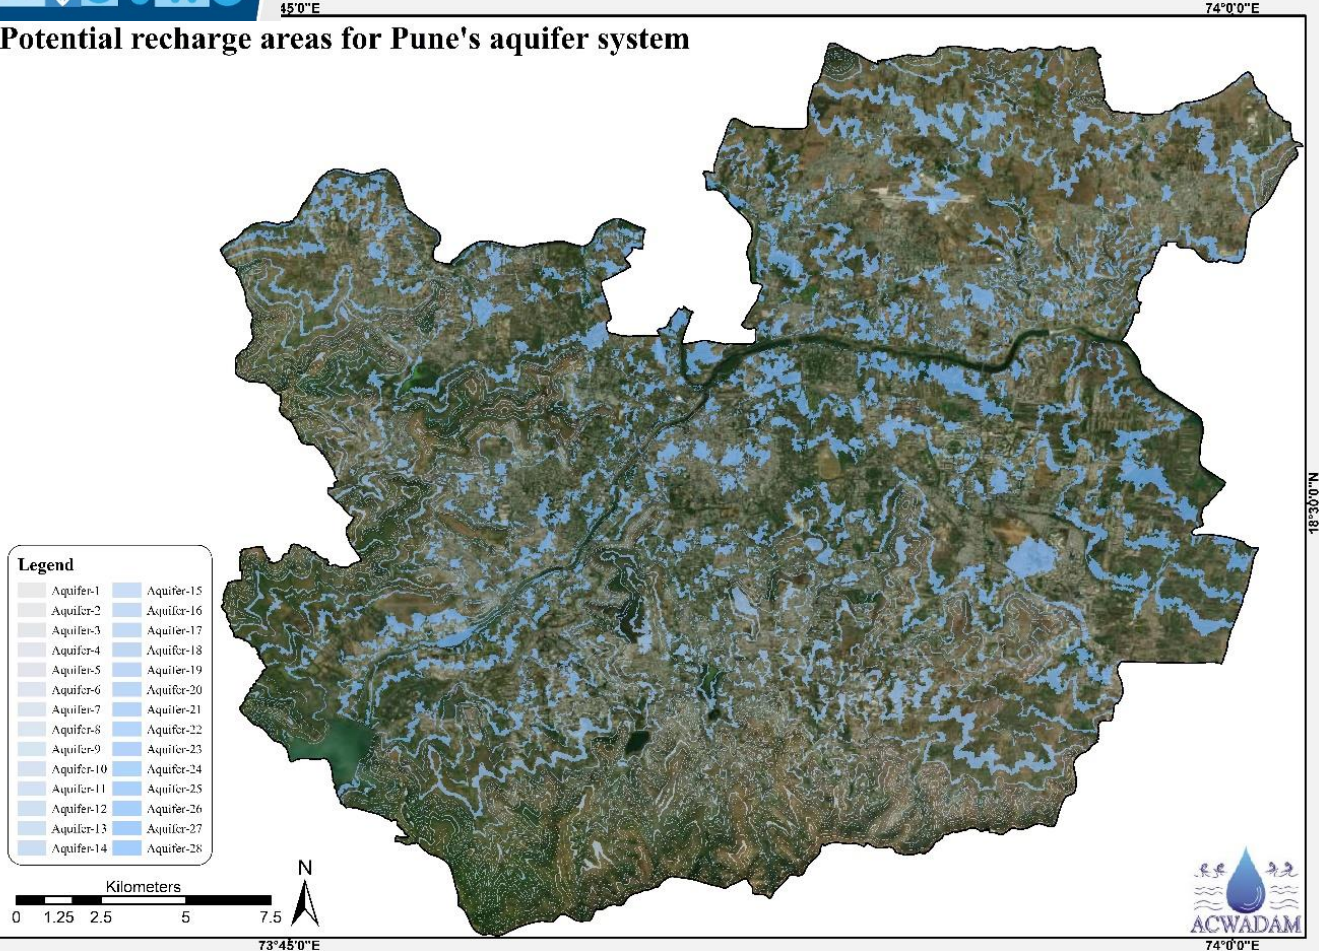 45'0"E
74°0'0"E
Potential recharge areas for Pune's aquifer system
18°30'0"N
Legend
Aquifer-1
Aquifer-2
Aquifer-3
Aquifer-4
Aquifer-5
Aquifer-6
Aquifer-7
Aquifer-8
Aquifer-9
Aquifer-10
Aquifer-11
Aquifer-12
Aquifer-13
Aquifer-14
Aquifer-15
Aquifer-16
Aquifer-17
Aquifer-18
Aquifer-19
Aquifer-20
Aquifer-21
Aquifer-22
Aquifer-23
Aquifer-24
Aquifer-25
Aquifer-26
Aquifer-27
Aquifer-28
Kilometers
0 1.25 2.5 5 7.5
N
ACWADAM
73°45'0"E
74°0'0"E